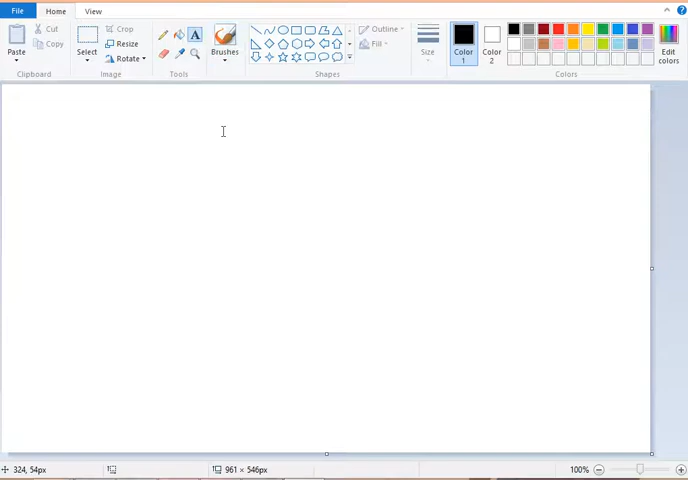 File Home View
Paste Cut Copy Clipboard
Select Crop Resize Rotate Image
A Tools
Brushes
Outline Fill Shapes
Size
Color 1 Color 2 Edit colors Colors
324, 54px 961 × 546px 100%